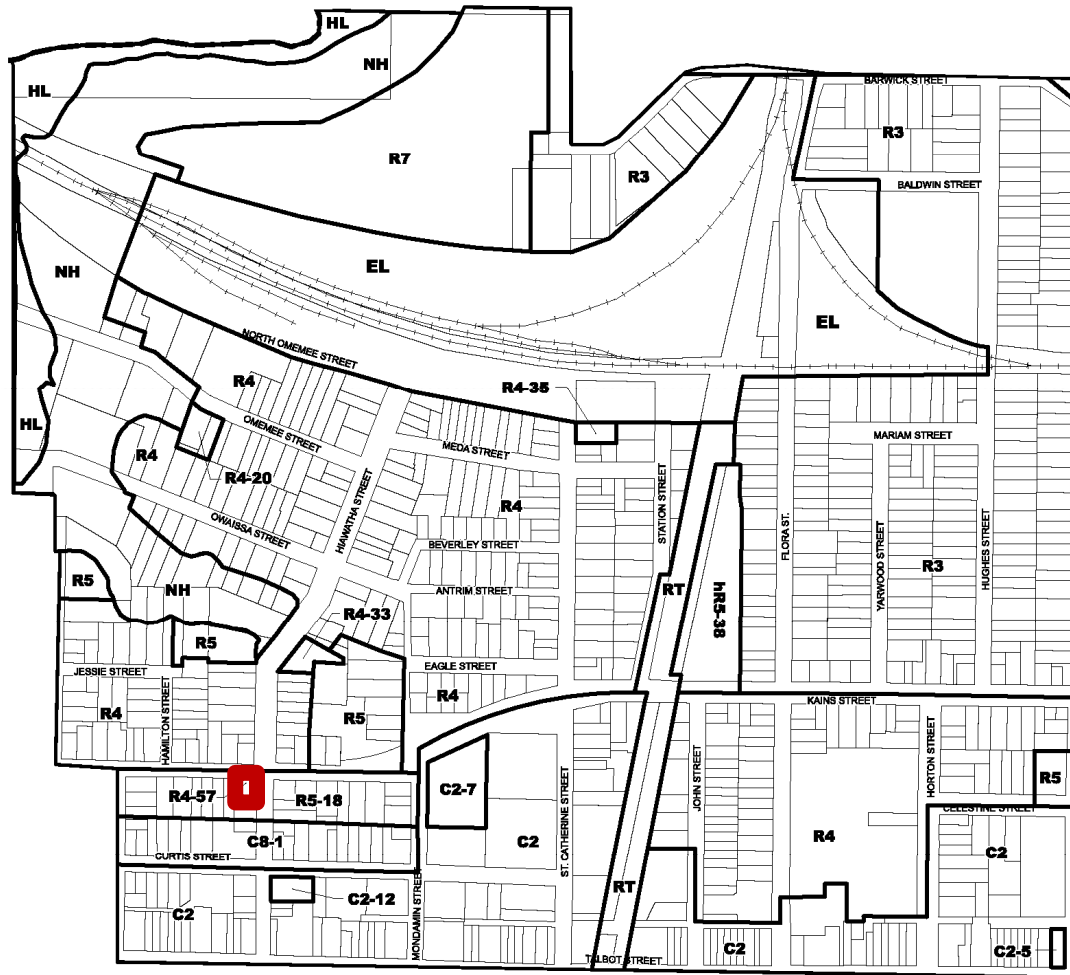 HL
NH
HL
BARWICK STREET
R3
R7
R3
BALDWIN STREET
NH
EL
EL
NORTH OMEMEE STREET
R4
R4-35
HL
OMEMEE STREET
MEDA STREET
MARIAM STREET
R4
R4-20
HIAWATHA STREET
R4
STATION STREET
FLORA ST.
YARWOOD STREET
HUGHES STREET
OWAISSA STREET
BEVERLEY STREET
R3
R5
NH
ANTRIM STREET
RT
hR5-38
R4-33
R5
JESSIE STREET
EAGLE STREET
R4
R4
HAMILTON STREET
R5
KAINS STREET
HORTON STREET
JOHN STREET
R5
R4-57
R5-18
C2-7
ST. CATHERINE STREET
CELESTINE STREET
C8-1
C2
R4
C2
CURTIS STREET
C2
C2-12
MONDAMIN STREET
RT
C2
C2-5
TALBOT STREET